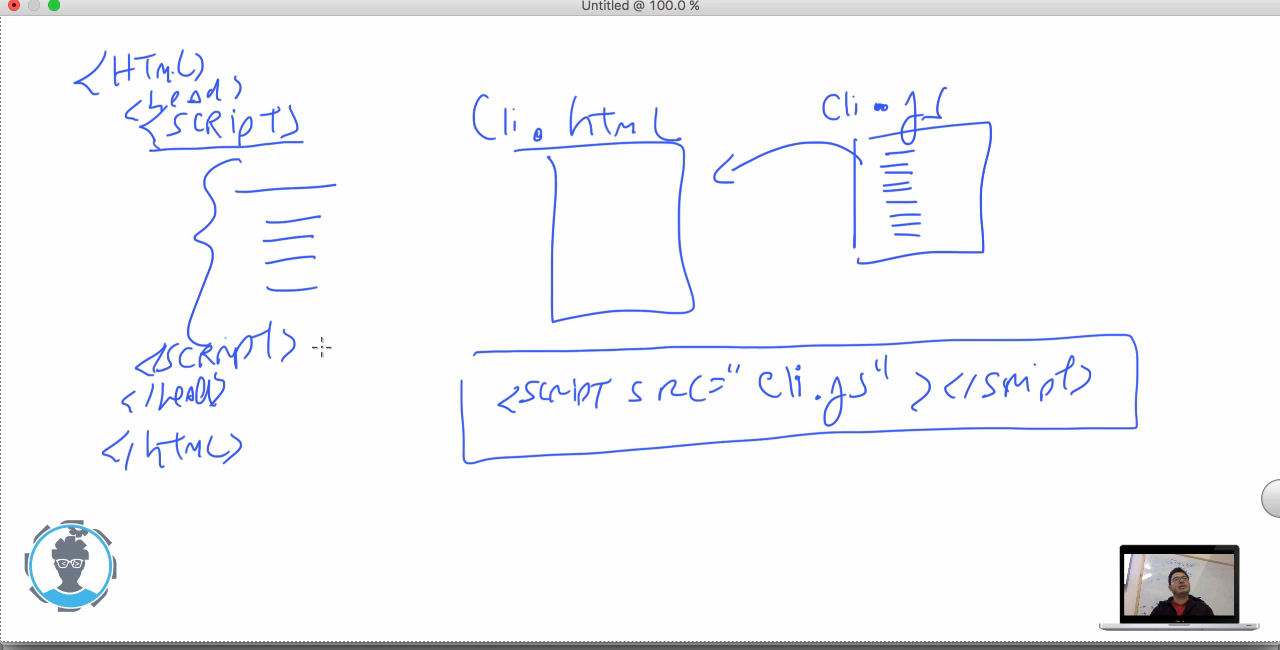 Untitled @ 100.0 %
<HTML>
<head>
<SCRipT>
<SCRipT>
</head>
</html>
Cli.html
Cli.js
<SCRIPT SRC="Cli.js"></SCRipt>